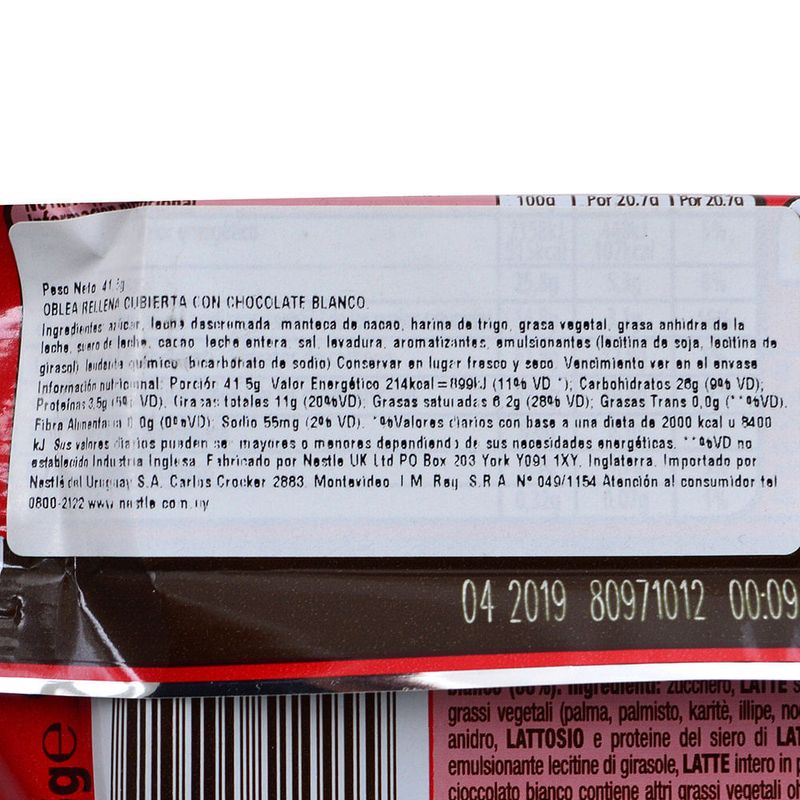 100g Por 20,7g Por 20.7g
Información nutricional
Peso Neto 41.5g
OBLEA RELLENA CUBIERTA CON CHOCOLATE BLANCO.
Ingredientes: azúcar, leche descremada, manteca de cacao, harina de trigo, grasa vegetal, grasa anhidra de la
leche, suero de leche, cacao, leche entera, sal, levadura, aromatizantes, emulsionantes (lecitina de soja, lecitina de
girasol) leudante químico (bicarbonato de sodio) Conservar en lugar fresco y seco. Vencimiento ver en el envase
Información nutricional: Porción 41.5g Valor Energético 214kcal=899kJ (11% VD *); Carbohidratos 26g (9% VD);
Proteínas 3,5g (5% VD), Grasas totales 11g (20%VD); Grasas saturadas 6.2g (28% VD); Grasas Trans 0,0g (**%VD).
Fibra Alimentaria 0.0g (0%VD); Sodio 55mg (2% VD). *%Valores diarios con base a una dieta de 2000 kcal u 8400
kJ. Sus valores diarios pueden ser mayores o menores dependiendo de sus necesidades energéticas. **%VD no
establecido Industria Inglesa. Fabricado por Nestle UK Ltd PO Box 203 York Y091 1XY, Inglaterra. Importado por
Nestlé del Uruguay S.A. Carlos Crocker 2883. Montevideo I.M. Reg. S.R.A. N° 049/1154 Atención al consumidor tel
0800-2122 www.nestle.com.uy
04 2019 80971012 00:09
bianco (60%). Ingredienti: zucchero, LATTE
grassi vegetali (palma, palmisto, karitè, illipe,
anidro, LATTOSIO e proteine del siero di
emulsionante lecitine di girasole, LATTE intero in
cioccolato bianco contiene altri grassi vegetali
ge